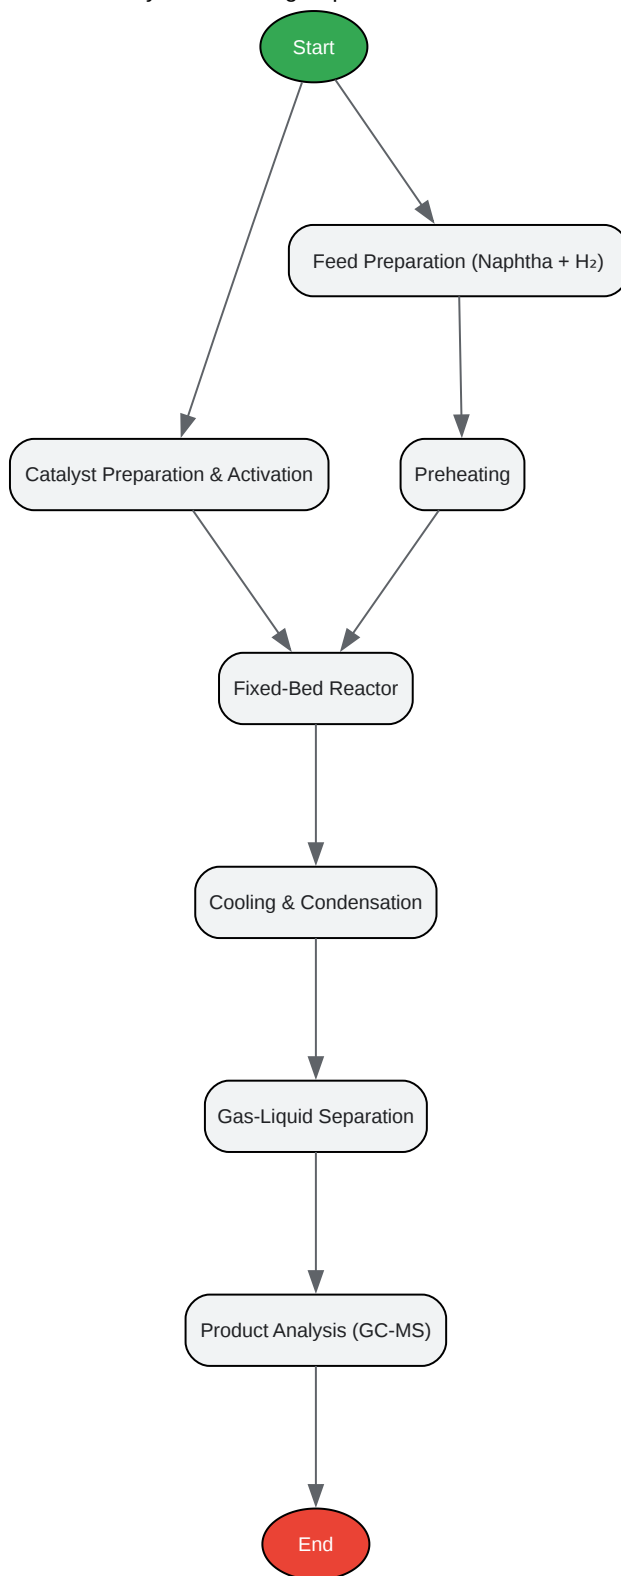 Start
Feed Preparation (Naphtha + H₂)
Catalyst Preparation & Activation
Preheating
Fixed-Bed Reactor
Cooling & Condensation
Gas-Liquid Separation
Product Analysis (GC-MS)
End